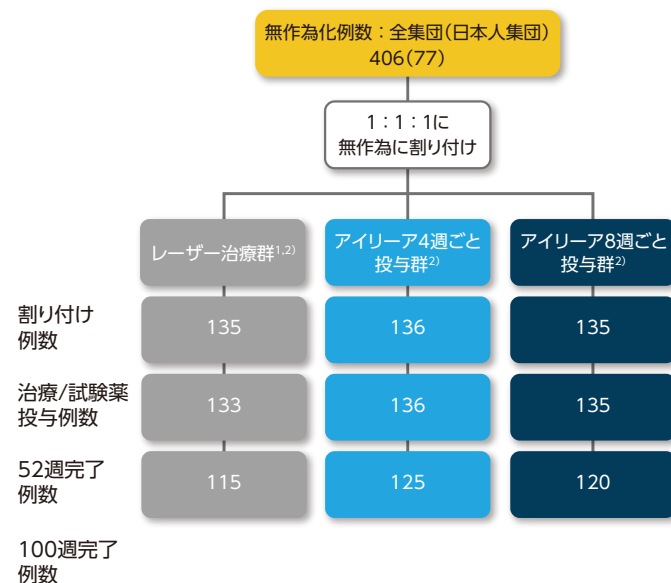 無作為化例数：全集団(日本人集団)
406(77)
1：1：1に
無作為に割り付け
レーザー治療群1,2)
アイリーア4週ごと
投与群2)
アイリーア8週ごと
投与群2)
割り付け
例数
135
136
135
治療/試験薬
投与例数
133
136
135
52週完了
例数
115
125
120
100週完了
例数